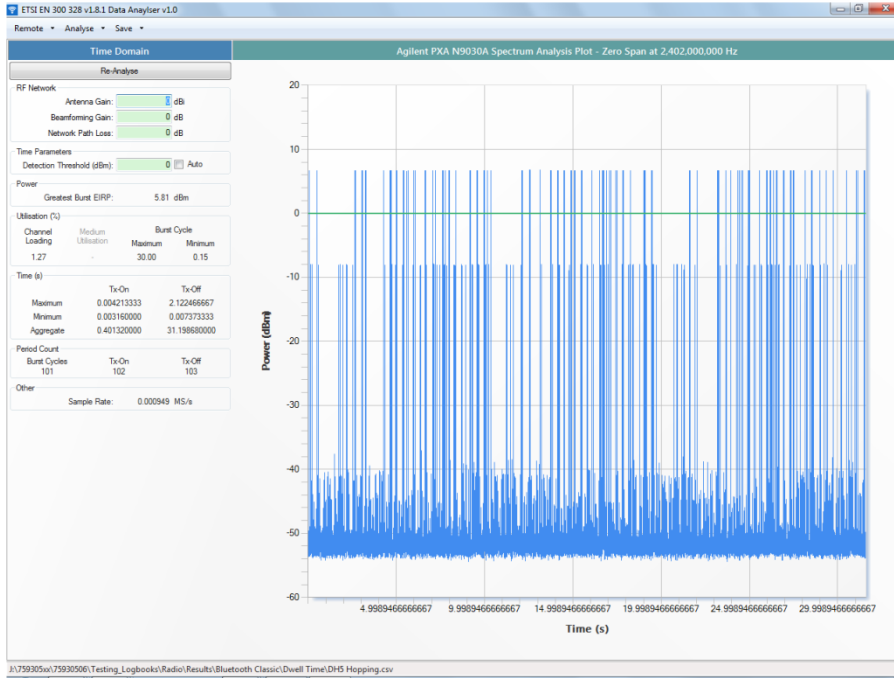 ETSI EN 300 328 v1.8.1 Data Anaylser v1.0
Remote Analyse Save
Time Domain
Agilent PXA N9030A Spectrum Analysis Plot - Zero Span at 2,402,000,000 Hz
Re-Analyse
RF Network
Antenna Gain: 0 dBi
Beamforming Gain: 0 dB
Network Path Loss: 0 dB
Time Parameters
Detection Threshold (dBm): 0 Auto
Power
Greatest Burst EIRP: 5.81 dBm
Utilisation (%)
Channel Loading Medium Utilisation Burst Cycle
Maximum Minimum
1.27 - 30.00 0.15
Time (s)
Tx-On Tx-Off
Maximum 0.004213333 2.122466667
Minimum 0.003160000 0.007373333
Aggregate 0.401320000 31.198680000
Period Count
Burst Cycles Tx-On Tx-Off
101 102 103
Other
Sample Rate: 0.000949 MS/s
20
10
0
-10
-20
-30
-40
-50
-60
Power (dBm)
4.9989466666667 9.9989466666667 14.9989466666667 19.9989466666667 24.9989466666667 29.9989466666667
Time (s)
J:\759305xx\75930506\Testing_Logbooks\Radio\Results\Bluetooth Classic\Dwell Time\DH5 Hopping.csv